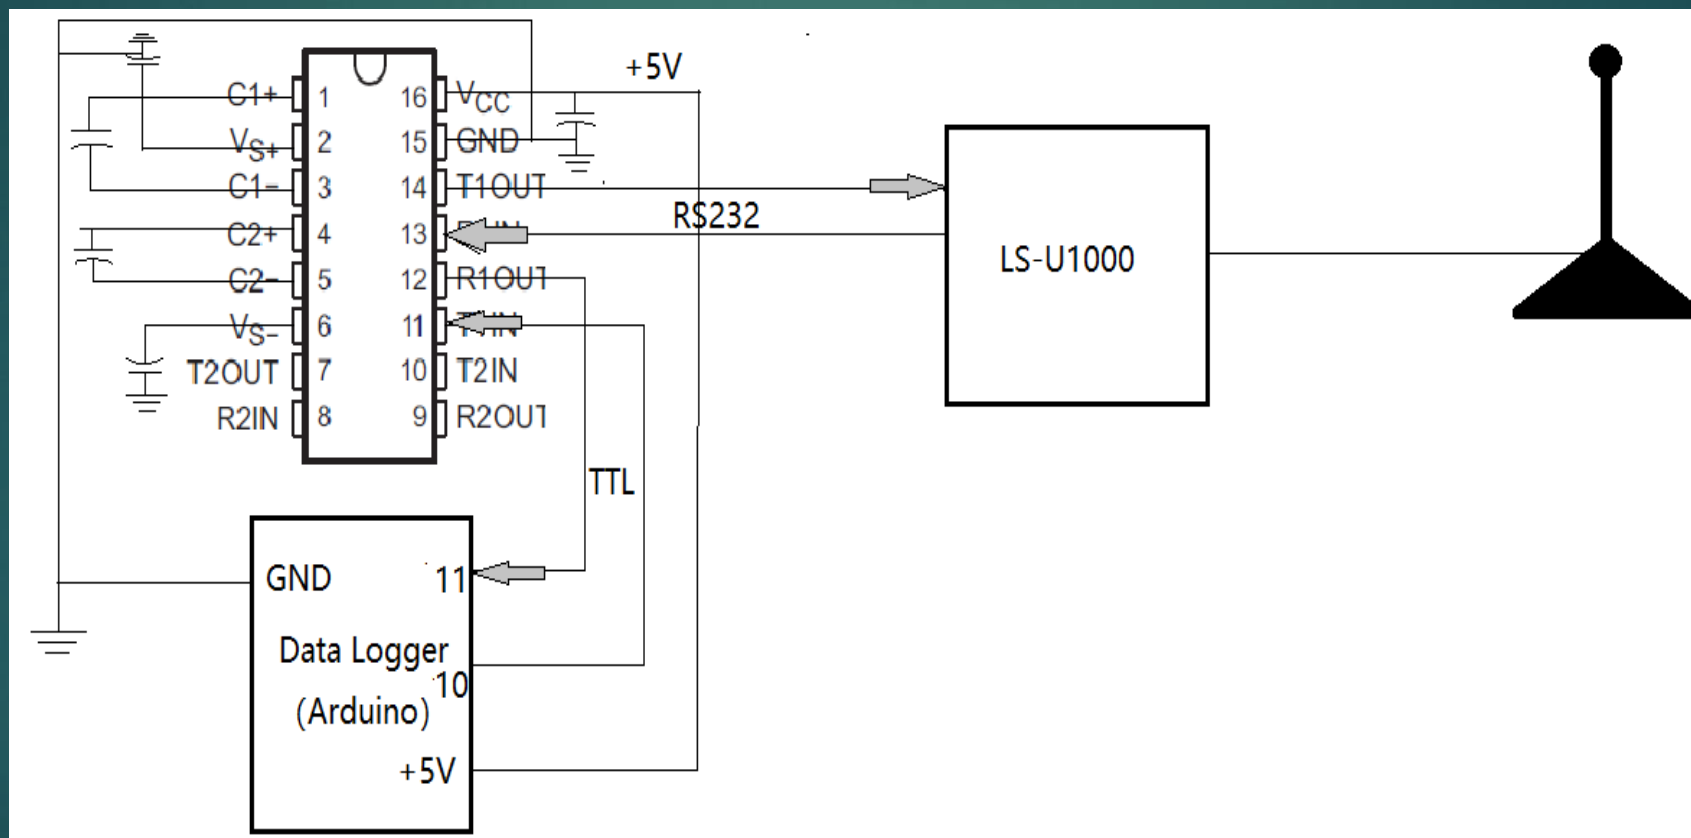 C1+ 1 16 VCC +5V
VS+ 2 15 GND
C1− 3 14 T1OUT
C2+ 4 13
RS232
C2− 5 12 R1OUT
VS− 6 11
T2OUT 7 10 T2IN
R2IN 8 9 R2OUT
LS-U1000
TTL
GND 11
Data Logger
10
(Arduino)
+5V